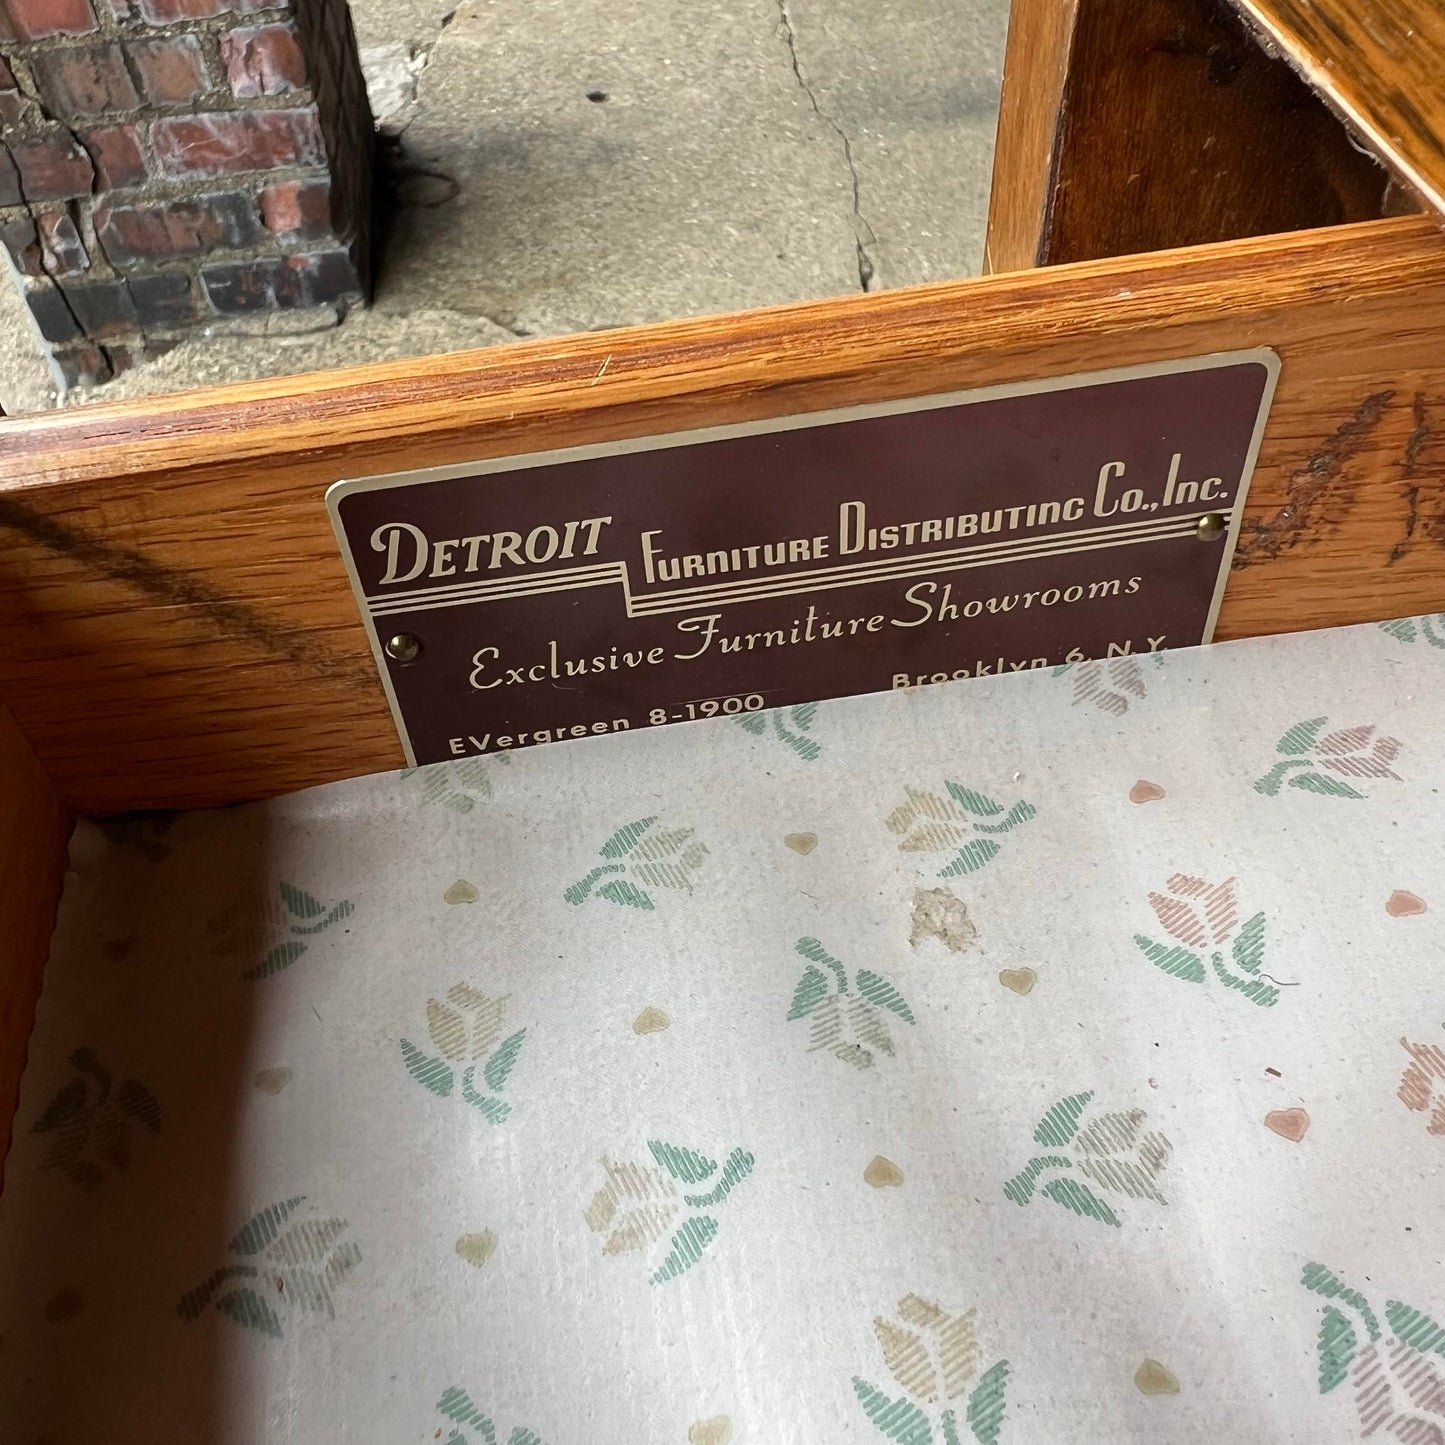 Detroit Furniture Distributing Co., Inc.
Exclusive Furniture Showrooms
EVergreen 8-1900 Brooklyn 6, N.Y.